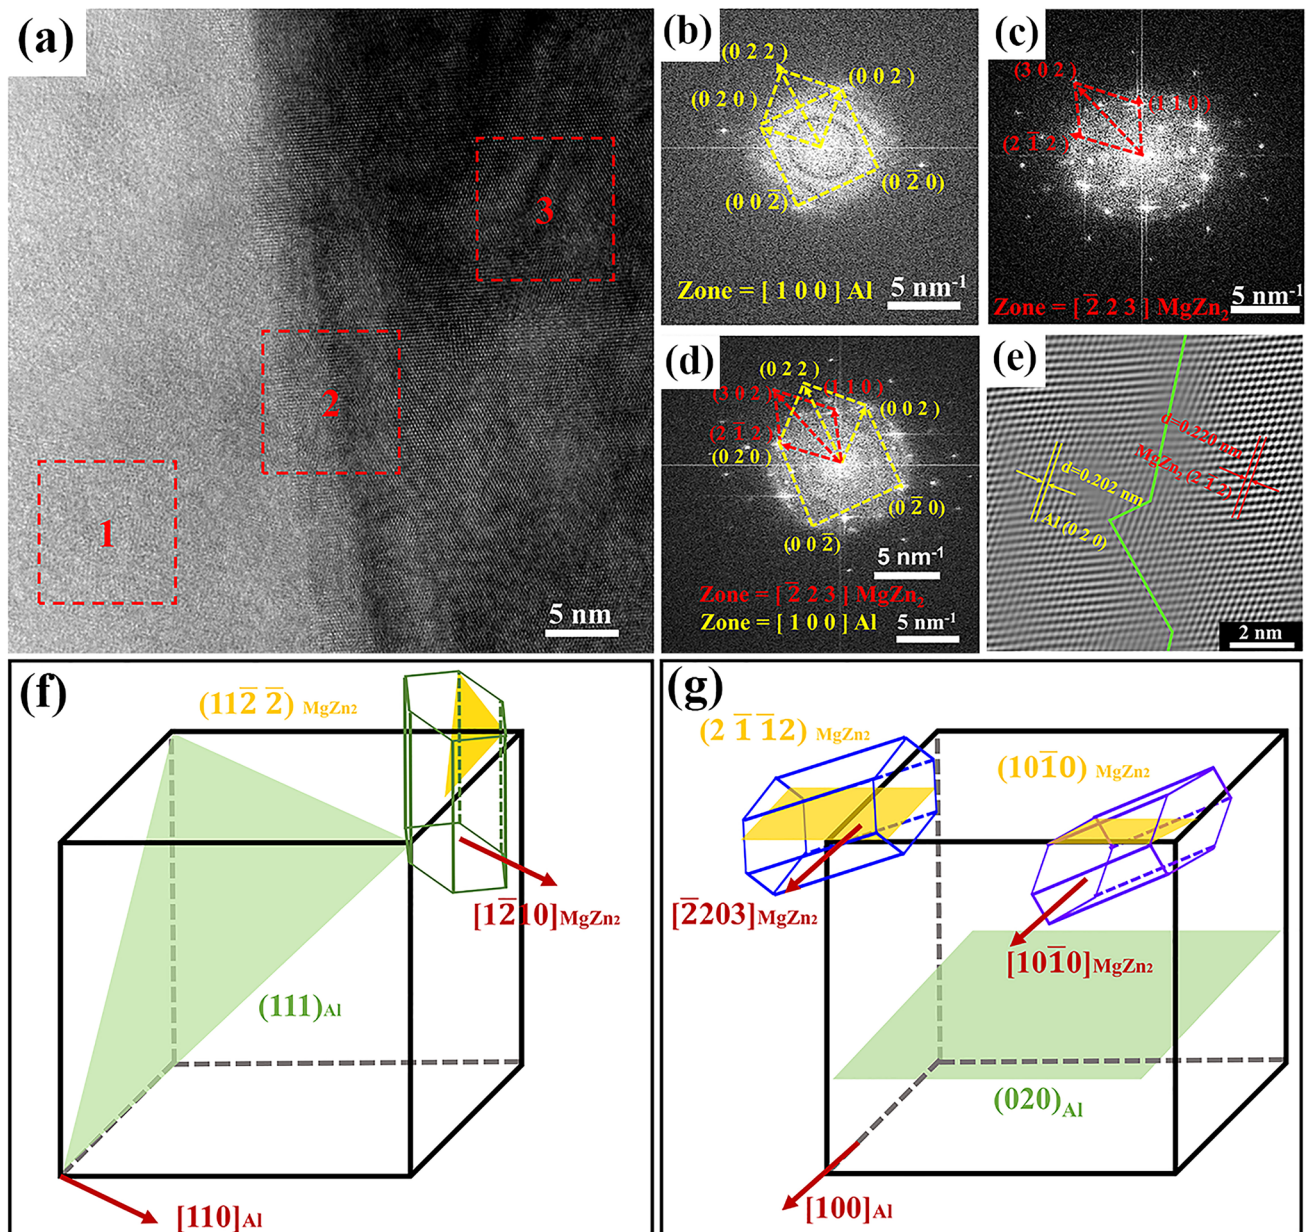 (a)
1
2
3
5 nm
(b)
(0 2 2)
(0 0 2)
(0 2 0)
(0 2̅ 0)
(0 0 2̅)
Zone = [ 1 0 0 ] Al
5 nm⁻¹
(c)
(3 0 2)
(1 1 0)
(2 1̅ 2)
Zone = [ 2̅ 2 3 ] MgZn₂
5 nm⁻¹
(d)
(0 2 2)
(3 0 2)
(1 1 0)
(0 0 2)
(2 1̅ 2)
(0 2 0)
(0 2̅ 0)
(0 0 2̅)
5 nm⁻¹
Zone = [ 2̅ 2 3 ] MgZn₂
Zone = [ 1 0 0 ] Al
5 nm⁻¹
(e)
d=0.220 nm
MgZn₂ (2 1̅ 2)
d=0.202 nm
Al (0 2 0)
2 nm
(f)
(112̅ 2̅) MgZn₂
[12̅10]MgZn₂
(111)Al
[110]Al
(g)
(2 1̅ 1̅2) MgZn₂
(101̅0) MgZn₂
[2̅203]MgZn₂
[101̅0]MgZn₂
(020)Al
[100]Al